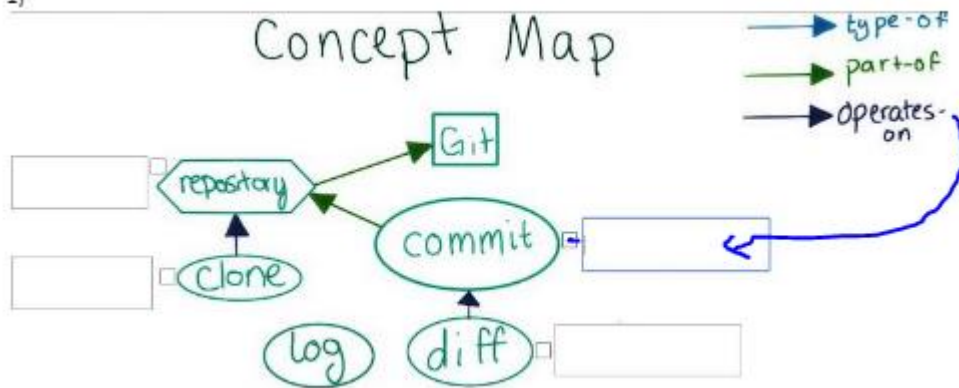 Concept Map
type-of
part-of
operates-
on
Git
repository
commit
clone
log
diff